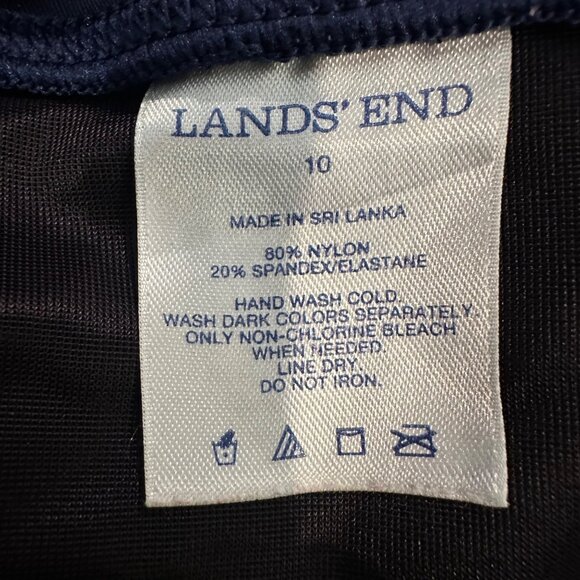 LANDS' END
10
MADE IN SRI LANKA
80% NYLON
20% SPANDEX/ELASTANE
HAND WASH COLD.
WASH DARK COLORS SEPARATELY.
ONLY NON-CHLORINE BLEACH
WHEN NEEDED.
LINE DRY.
DO NOT IRON.